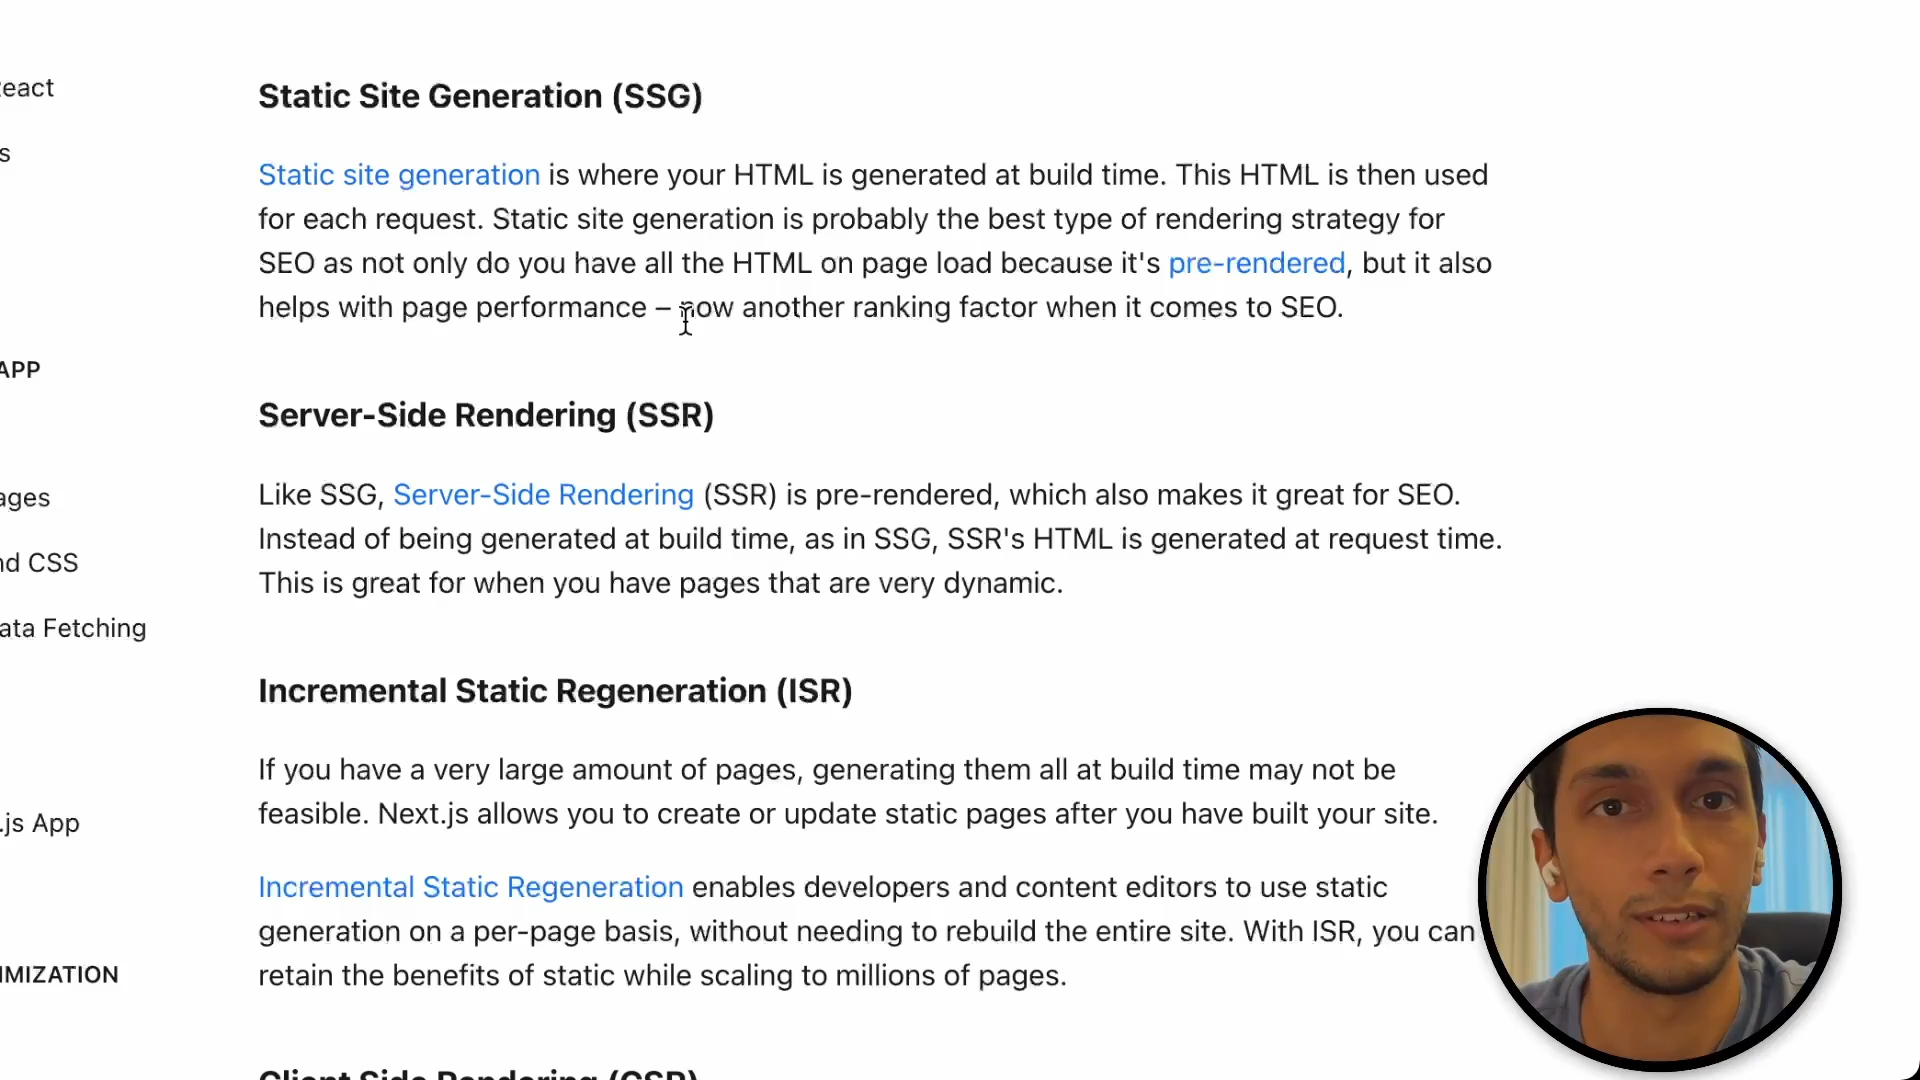 React
s
APP
ages
nd CSS
ata Fetching
.js App
IMIZATION
Static Site Generation (SSG)
Static site generation is where your HTML is generated at build time. This HTML is then used
for each request. Static site generation is probably the best type of rendering strategy for
SEO as not only do you have all the HTML on page load because it's pre-rendered, but it also
helps with page performance – now another ranking factor when it comes to SEO.
Server-Side Rendering (SSR)
Like SSG, Server-Side Rendering (SSR) is pre-rendered, which also makes it great for SEO.
Instead of being generated at build time, as in SSG, SSR's HTML is generated at request time.
This is great for when you have pages that are very dynamic.
Incremental Static Regeneration (ISR)
If you have a very large amount of pages, generating them all at build time may not be
feasible. Next.js allows you to create or update static pages after you have built your site.
Incremental Static Regeneration enables developers and content editors to use static
generation on a per-page basis, without needing to rebuild the entire site. With ISR, you can
retain the benefits of static while scaling to millions of pages.
Client Side Rendering (CSR)